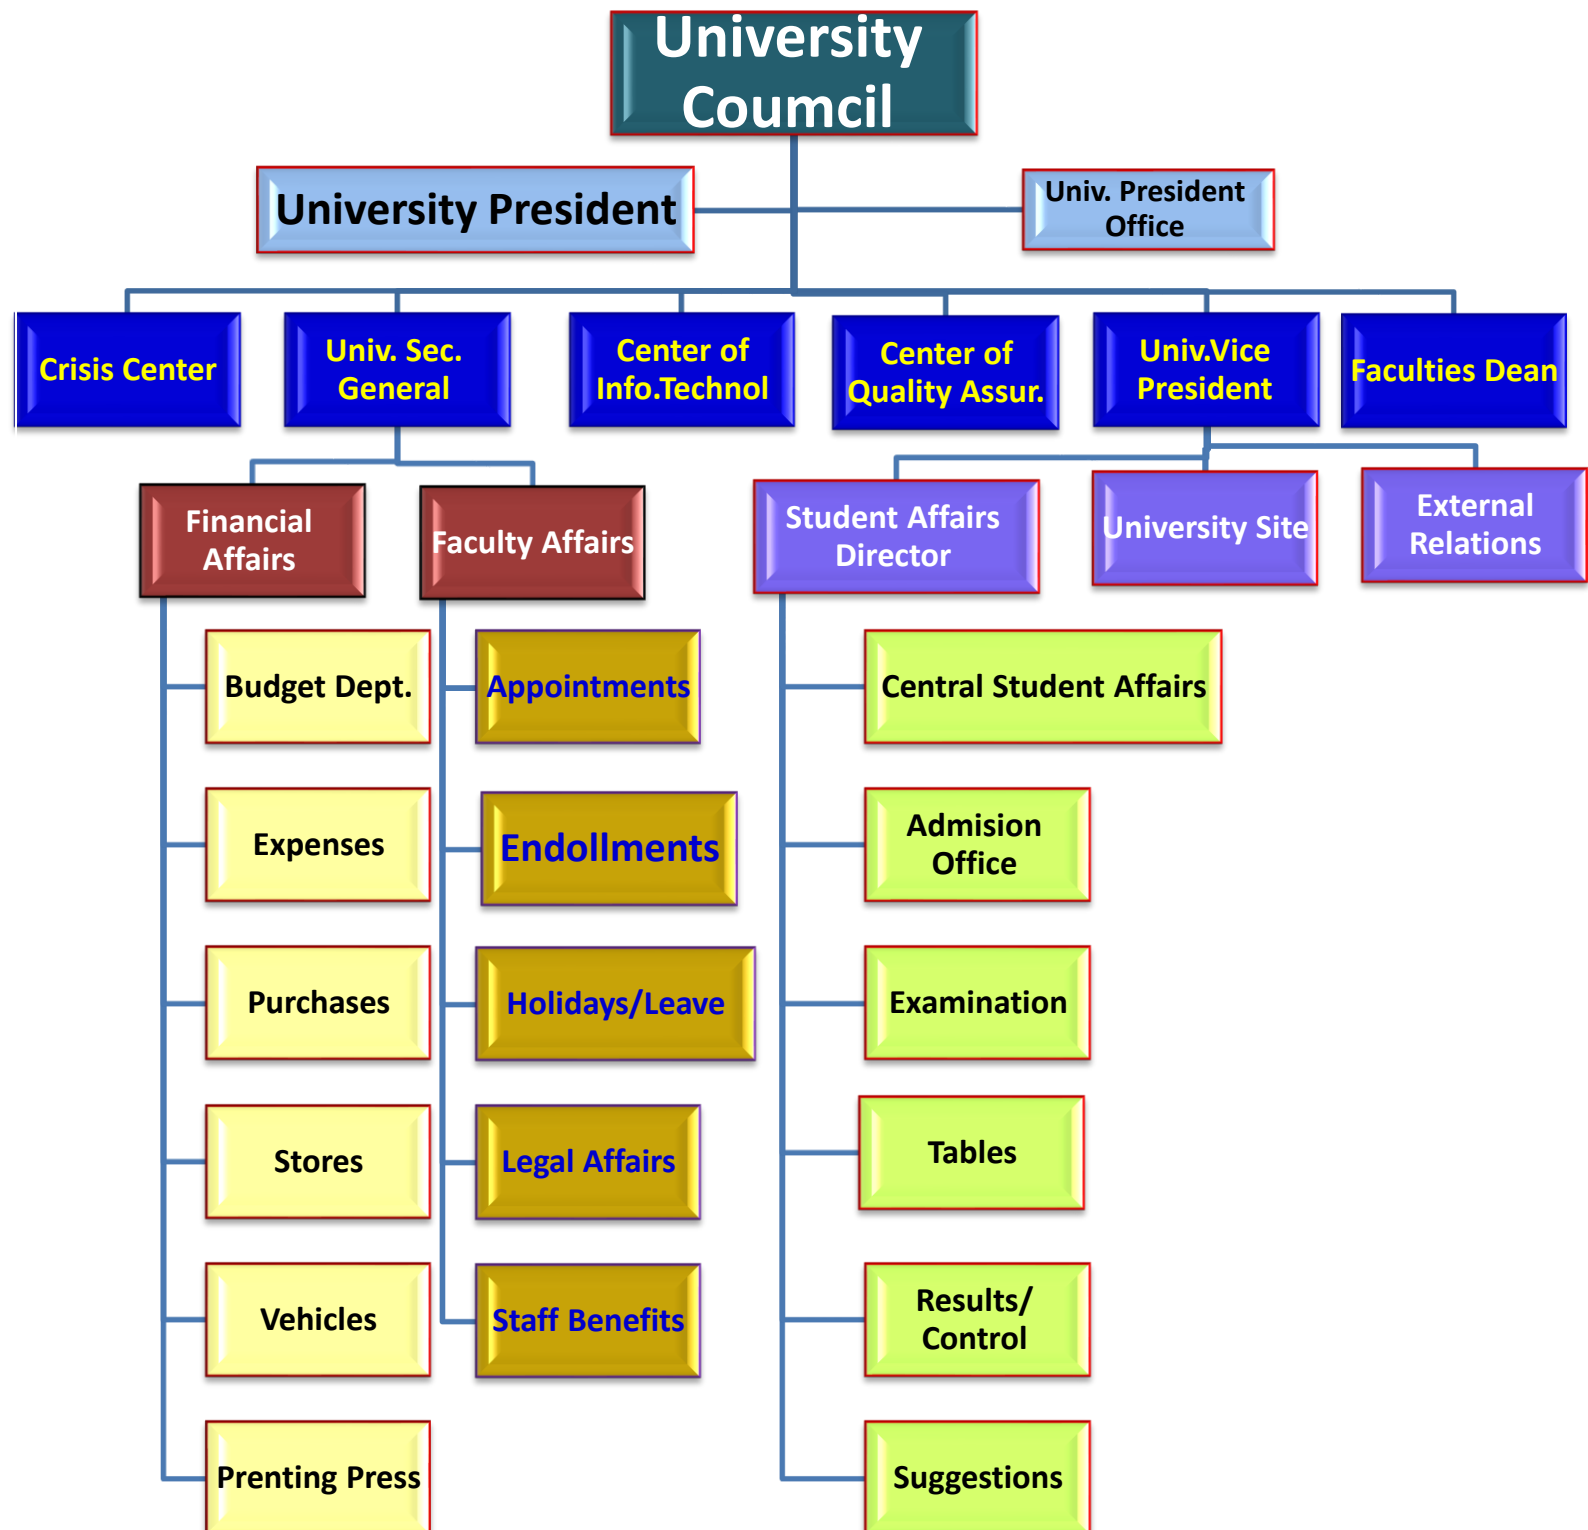 University
Coumcil
University President
Univ. President
Office
Crisis Center
Univ. Sec.
General
Center of
Info.Technol
Center of
Quality Assur.
Univ.Vice
President
Faculties Dean
Financial
Affairs
Faculty Affairs
Student Affairs
Director
University Site
External
Relations
Budget Dept.
Appointments
Central Student Affairs
Expenses
Endollments
Admision
Office
Purchases
Holidays/Leave
Examination
Stores
Legal Affairs
Tables
Vehicles
Staff Benefits
Results/
Control
Prenting Press
Suggestions